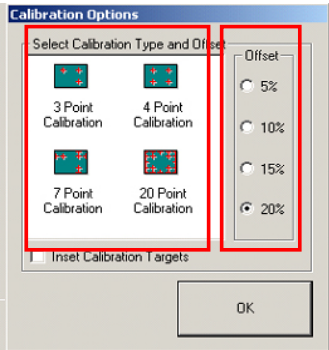 Calibration Options
Select Calibration Type and Offset
Offset
3 Point
Calibration
4 Point
Calibration
7 Point
Calibration
20 Point
Calibration
5%
10%
15%
20%
Inset Calibration Targets
OK